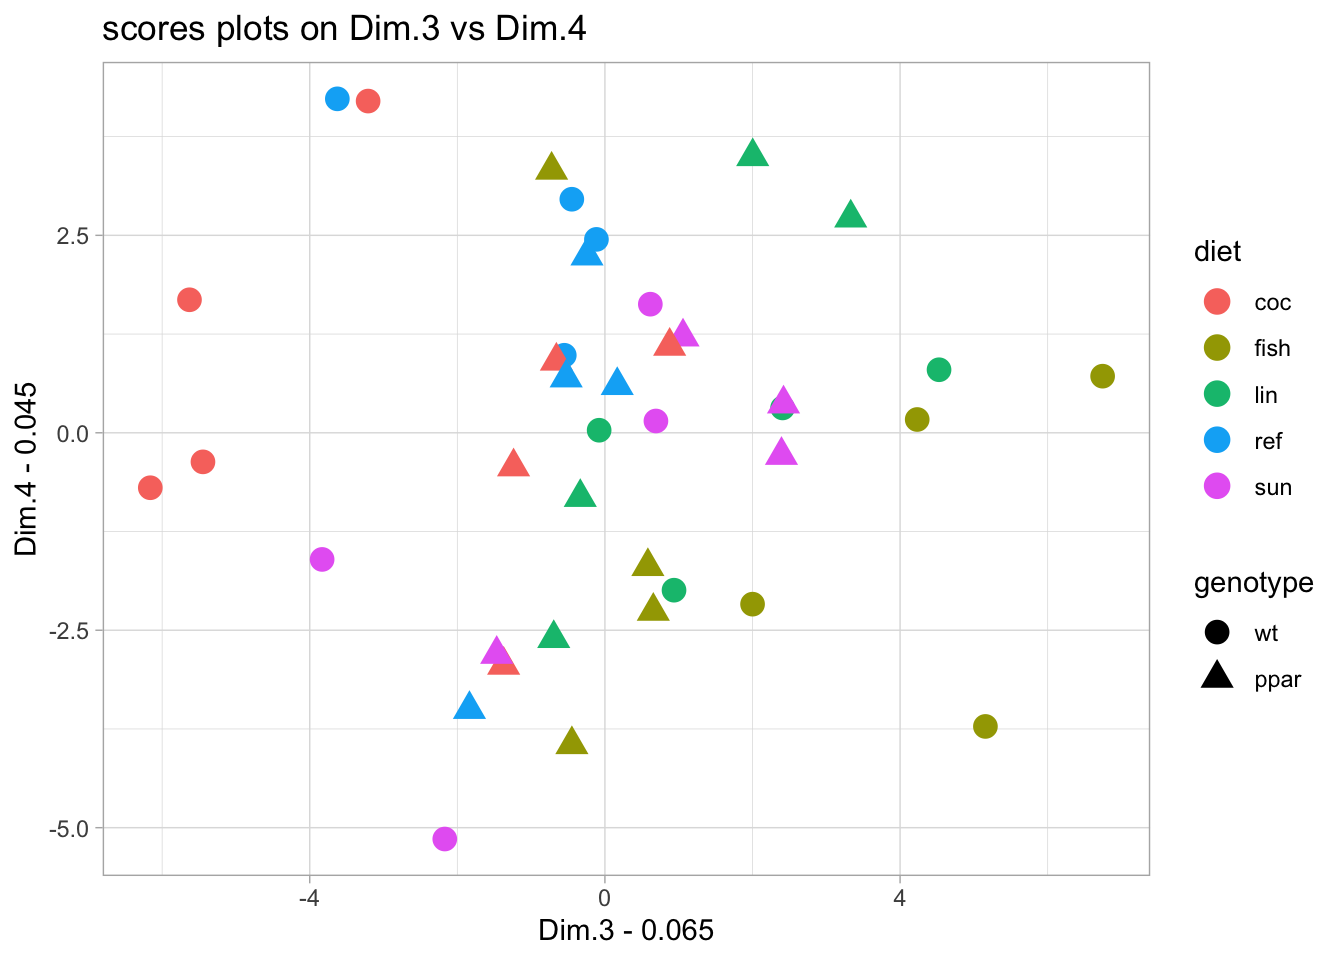 scores plots on Dim.3 vs Dim.4
2.5
0.0
-2.5
-5.0
Dim.4 - 0.045
-4
0
4
Dim.3 - 0.065
diet
coc
fish
lin
ref
sun
genotype
wt
ppar